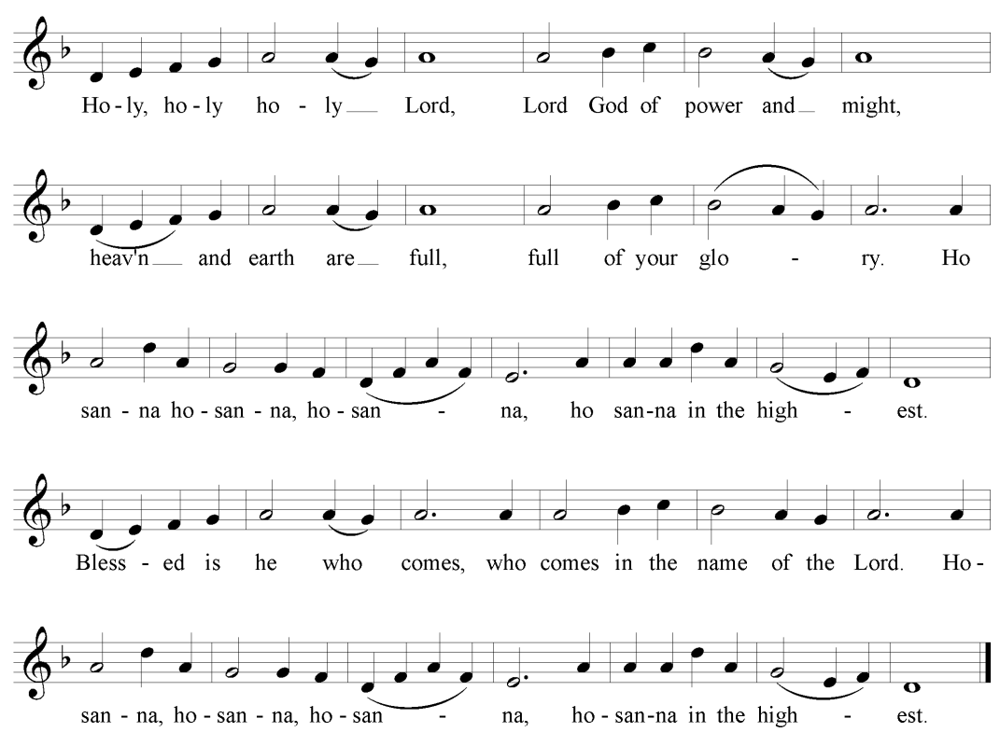 Ho - ly, ho - ly ho - ly Lord, Lord God of power and might,
heav'n and earth are full, full of your glo - ry. Ho
san - na ho - san - na, ho - san - na, ho san-na in the high - est.
Bless - ed is he who comes, who comes in the name of the Lord. Ho -
san - na, ho - san - na, ho - san - na, ho - san-na in the high - est.